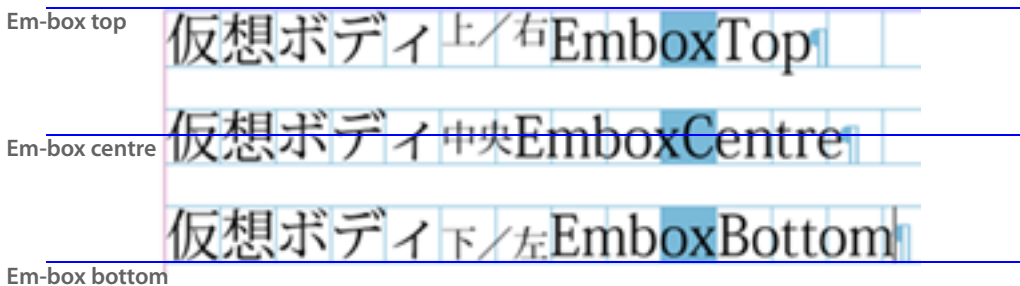 Em-box top
仮想ボディ上／右EmboxTop¶
Em-box centre
仮想ボディ中央EmboxCentre¶
仮想ボディ下／左EmboxBottom¶
Em-box bottom